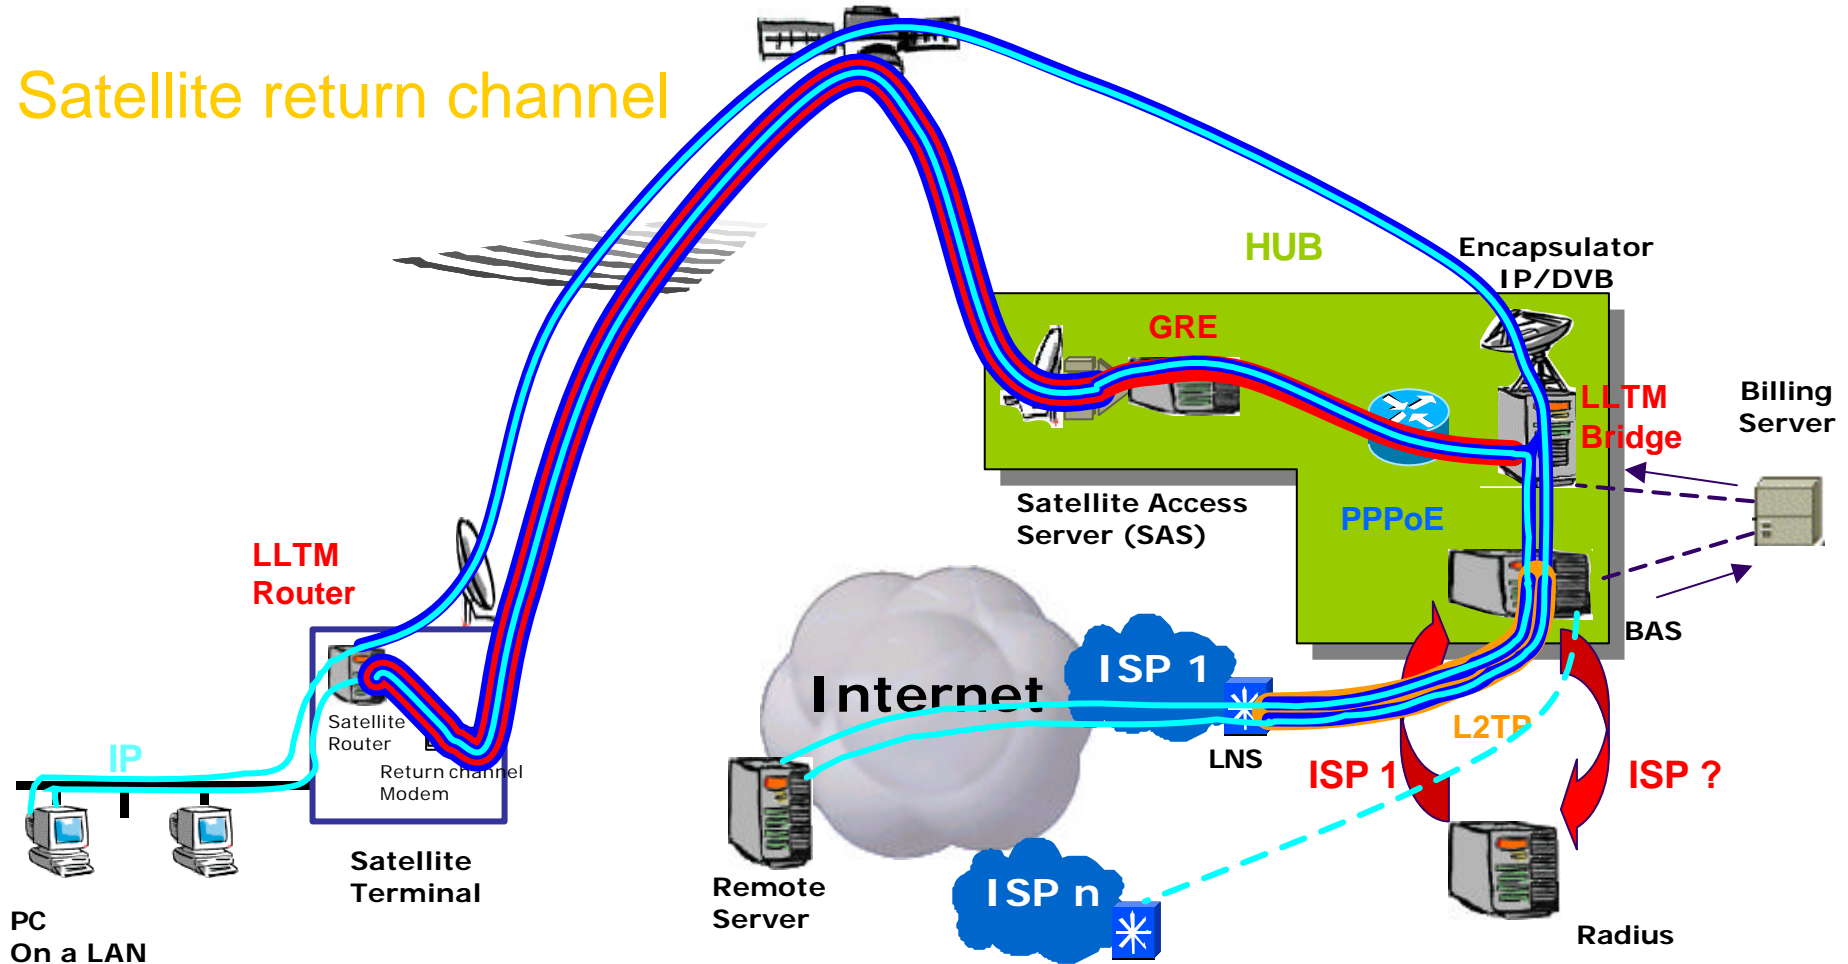 Satellite return channel
HUB
Encapsulator
IP/DVB
GRE
LLTM
Bridge
Billing
Server
Satellite Access
Server (SAS)
PPPoE
LLTM
Router
BAS
Internet
ISP 1
L2TP
LNS
ISP 1
ISP ?
Satellite
Router
Return channel
Modem
IP
Satellite
Terminal
Remote
Server
ISP n
Radius
PC
On a LAN